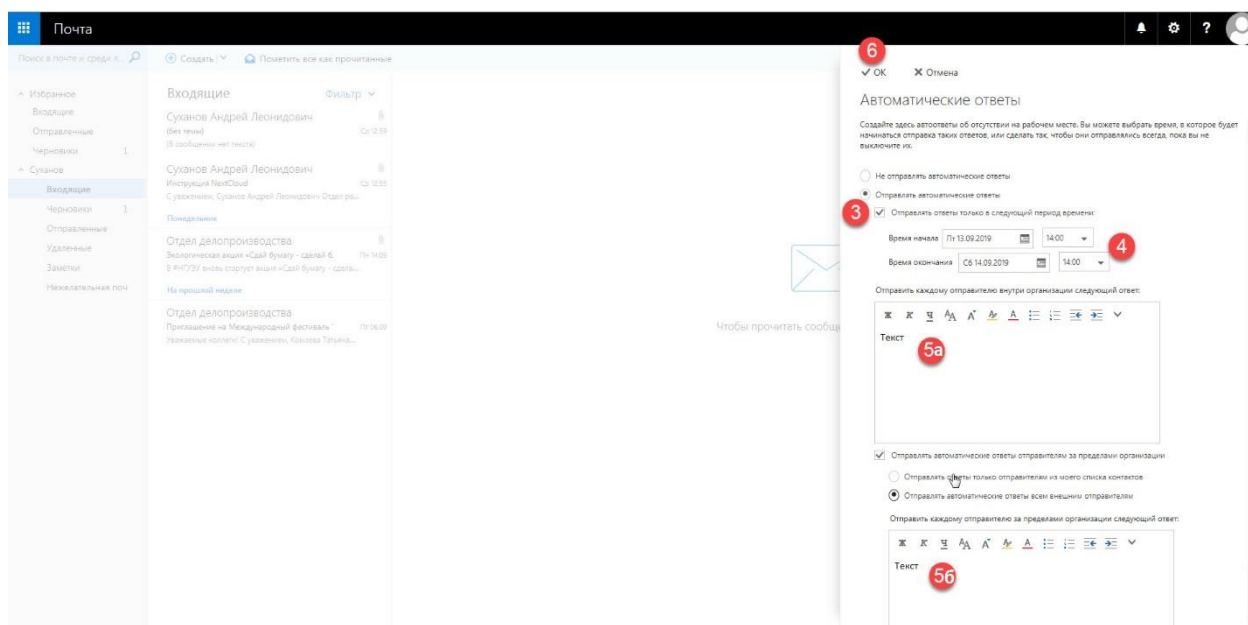 Почта
?
Поиск в почте и среди л...
Создать
Пометить все как прочитанные
Избранное
Входящие
Отправленные
Черновики 1
Суханов
Входящие
Черновики 1
Отправленные
Удаленные
Заметки
Нежелательная поч
Входящие
Фильтр
Суханов Андрей Леонидович
(без темы) Ср 12:59
(В сообщении нет текста)
Суханов Андрей Леонидович
Инструкция NextCloud Ср 12:55
С уважением, Суханов Андрей Леонидович Отдел ра...
Понедельник
Отдел делопроизводства
Экологическая акция «Сдай бумагу - сделай б Пн 14:09
В ФНГУЭУ вновь стартует акция «Сдай бумагу - сдела...
На прошлой неделе
Отдел делопроизводства
Приглашение на Международный фестиваль " Пт 06.09
Уважаемые коллеги! С уважением, Татьяна...
Чтобы прочитать сообще
6
ОК
Отмена
Автоматические ответы
Создайте здесь автоответы об отсутствии на рабочем месте. Вы можете выбрать время, в которое будет
начинаться отправка таких ответов, или сделать так, чтобы они отправлялись всегда, пока вы не
выключите их.
Не отправлять автоматические ответы
Отправлять автоматические ответы
3
Отправлять ответы только в следующий период времени:
Время начала Пт 13.09.2019 14:00
4
Время окончания Сб 14.09.2019 14:00
Отправить каждому отправителю внутри организации следующий ответ:
Ж К Ч AA A A
Текст
5а
Отправлять автоматические ответы отправителям за пределами организации
Отправлять ответы только отправителям из моего списка контактов
Отправлять автоматические ответы всем внешним отправителям
Отправить каждому отправителю за пределами организации следующий ответ:
Ж К Ч AA A A
Текст
5б